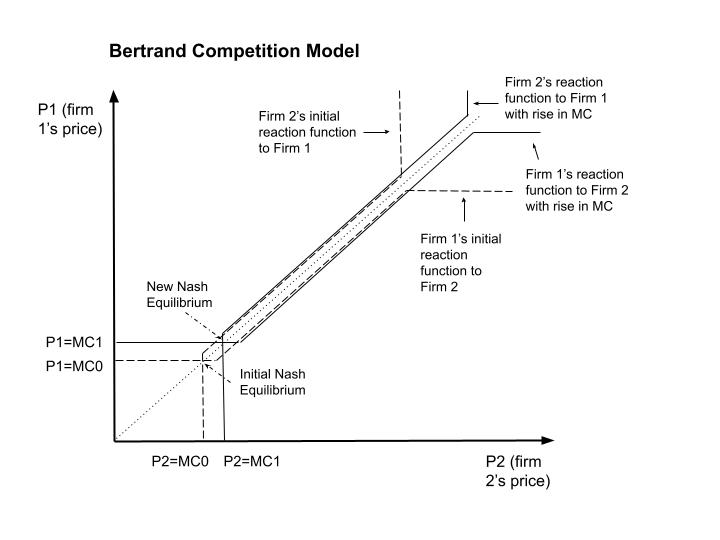 Bertrand Competition Model
P1 (firm
1's price)
Firm 2's initial
reaction function
to Firm 1
Firm 2's reaction
function to Firm 1
with rise in MC
Firm 1's reaction
function to Firm 2
with rise in MC
Firm 1's initial
reaction
function to
Firm 2
New Nash
Equilibrium
P1=MC1
P1=MC0
Initial Nash
Equilibrium
P2=MC0
P2=MC1
P2 (firm
2's price)